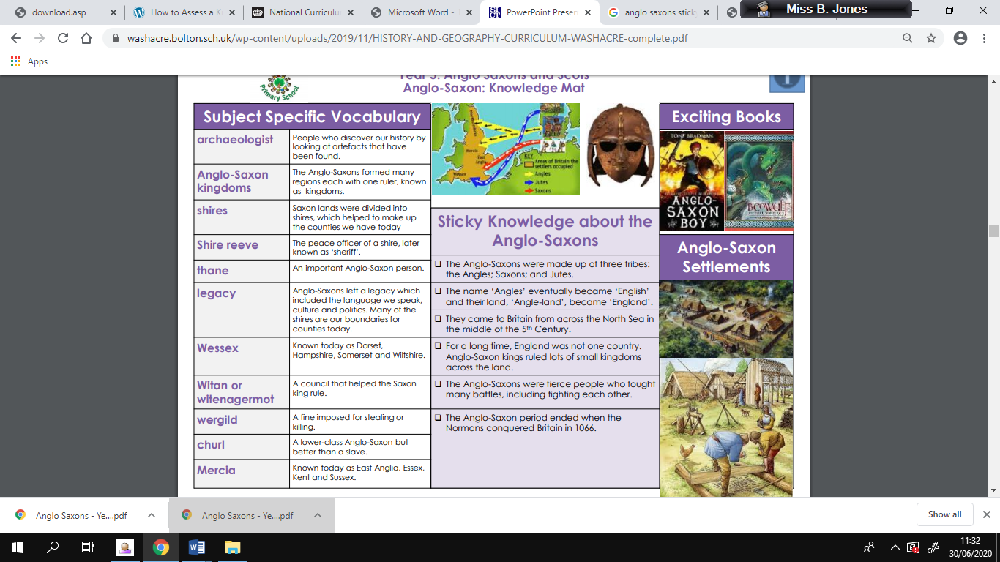 download.asp
How to Assess a K
National Curriculu
Microsoft Word - 1
PowerPoint Presen
anglo saxons stick
Miss B. Jones
washacre.bolton.sch.uk/wp-content/uploads/2019/11/HISTORY-AND-GEOGRAPHY-CURRICULUM-WASHACRE-complete.pdf
Apps
Primary School
Year 5: Anglo Saxons and Scots
Anglo-Saxon: Knowledge Mat
Subject Specific Vocabulary
archaeologist
People who discover our history by
looking at artefacts that have
been found.
Anglo-Saxon
kingdoms
The Anglo-Saxons formed many
regions each with one ruler, known
as kingdoms.
shires
Saxon lands were divided into
shires, which helped to make up
the counties we have today
Shire reeve
The peace officer of a shire, later
known as ‘sheriff’.
thane
An important Anglo-Saxon person.
legacy
Anglo-Saxons left a legacy which
included the language we speak,
culture and politics. Many of the
shires are our boundaries for
counties today.
Wessex
Known today as Dorset,
Hampshire, Somerset and Wiltshire.
Witan or
witenagermot
A council that helped the Saxon
king rule.
wergild
A fine imposed for stealing or
killing.
churl
A lower-class Anglo-Saxon but
better than a slave.
Mercia
Known today as East Anglia, Essex,
Kent and Sussex.
Mercia
East
Anglia
Wessex
KEY
Areas of Britain the
settlers occupied
Angles
Jutes
Saxons
Sticky Knowledge about the
Anglo-Saxons
❑ The Anglo-Saxons were made up of three tribes:
the Angles; Saxons; and Jutes.
❑ The name ‘Angles’ eventually became ‘English’
and their land, ‘Angle-land’, became ‘England’.
❑ They came to Britain from across the North Sea in
the middle of the 5th Century.
❑ For a long time, England was not one country.
Anglo-Saxon kings ruled lots of small kingdoms
across the land.
❑ The Anglo-Saxons were fierce people who fought
many battles, including fighting each other.
❑ The Anglo-Saxon period ended when the
Normans conquered Britain in 1066.
Exciting Books
TONY BRADMAN
ANGLO-
SAXON
BOY
BEOWULF
Anglo-Saxon
Settlements
Anglo Saxons - Ye....pdf
Anglo Saxons - Ye....pdf
Show all
11:32
30/06/2020